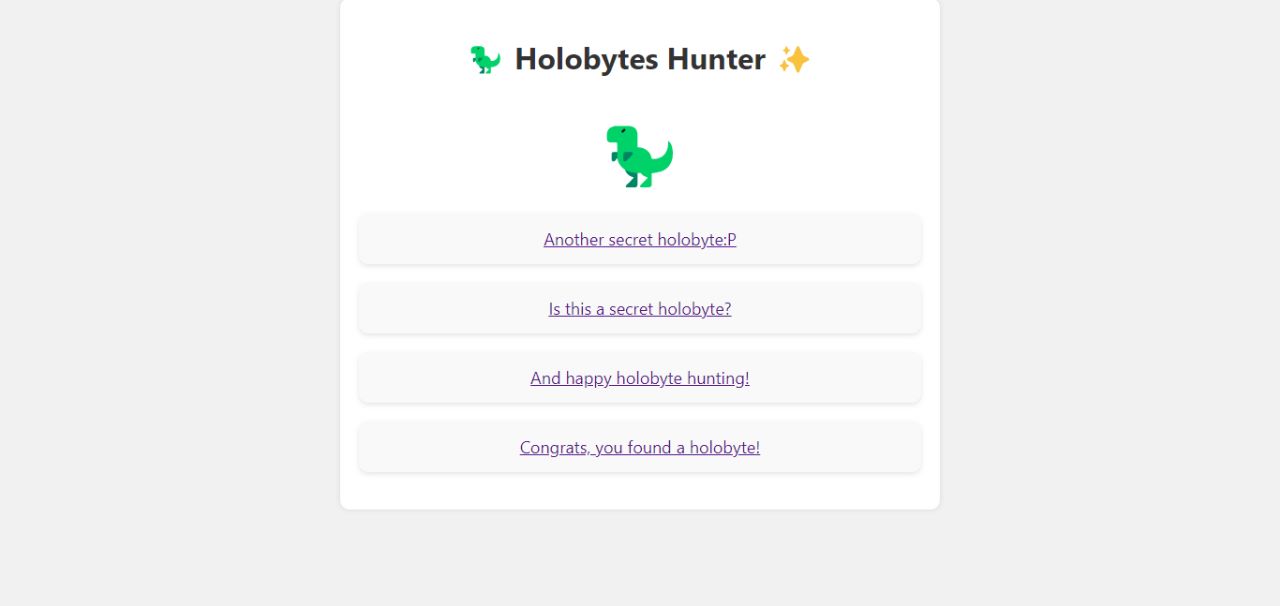 🦖 Holobytes Hunter ✨
Another secret holobyte:P
Is this a secret holobyte?
And happy holobyte hunting!
Congrats, you found a holobyte!